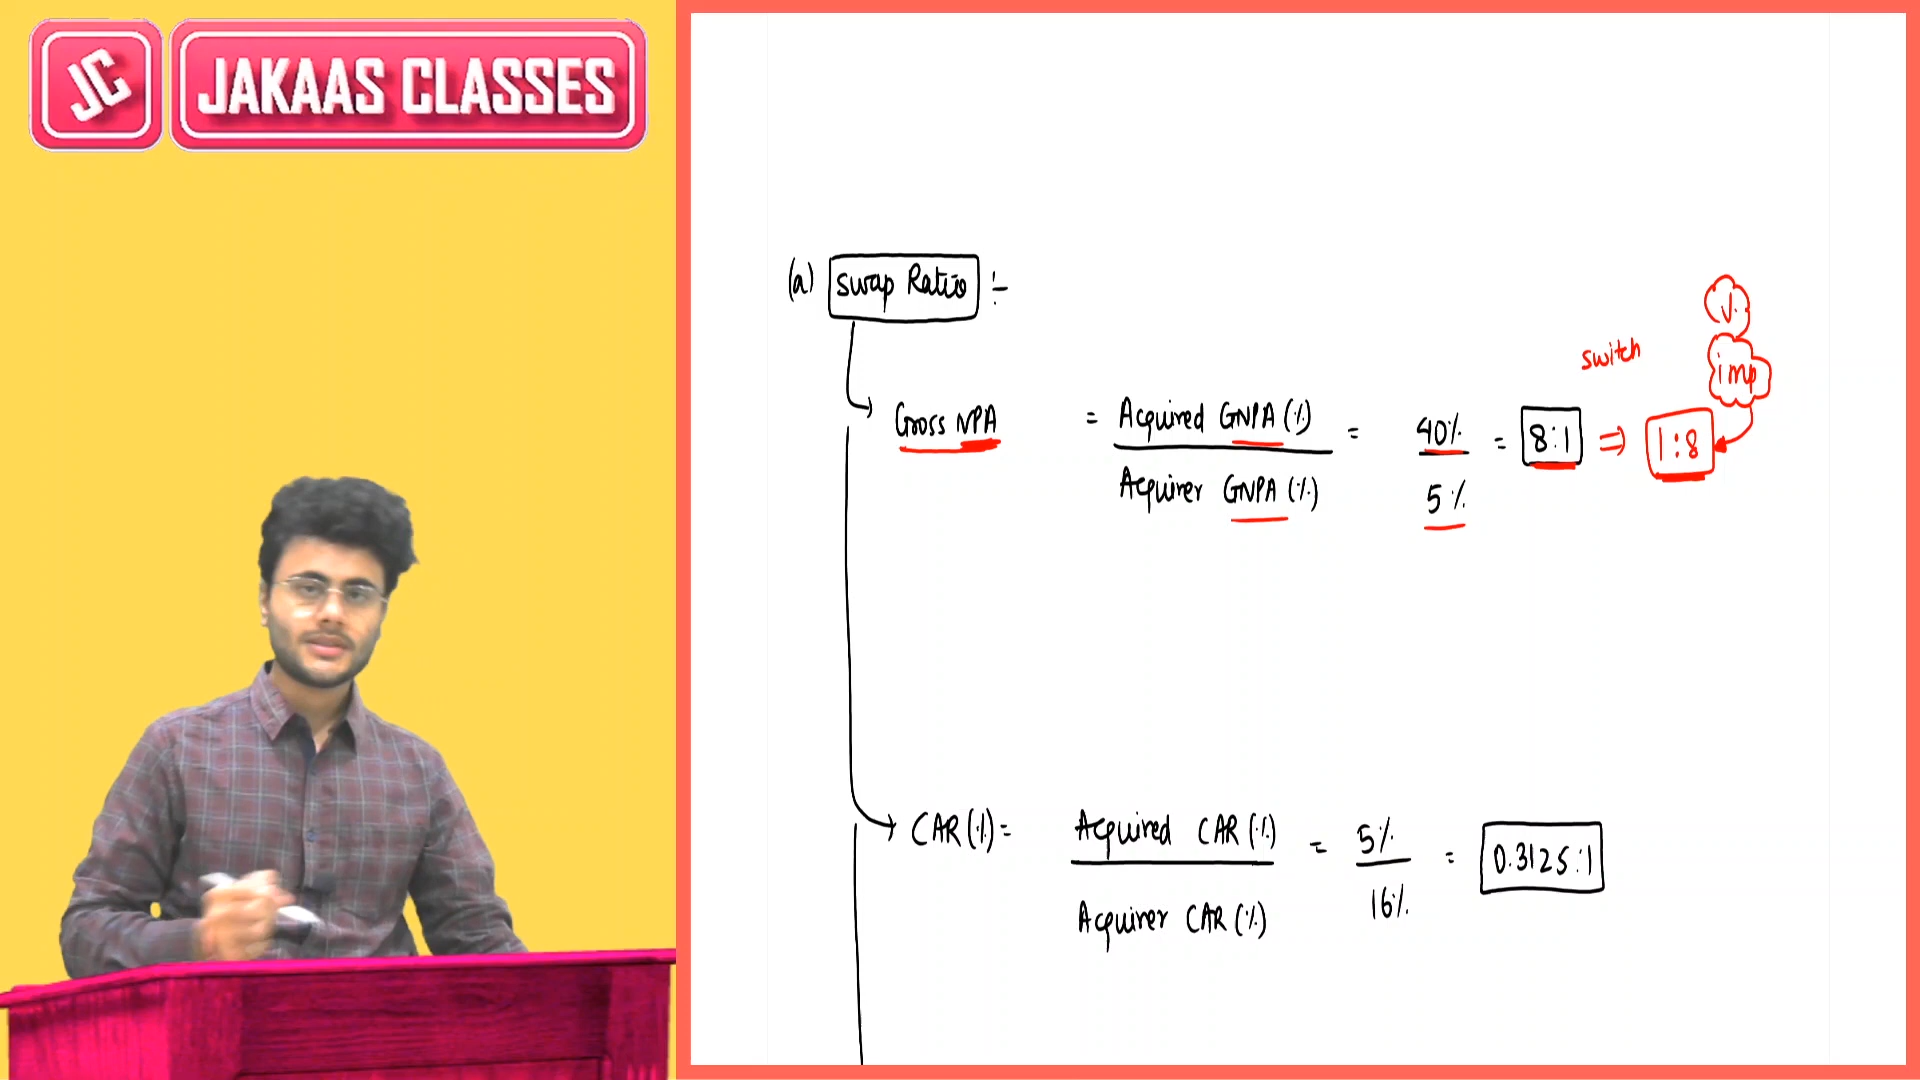 JC
JAKAAS CLASSES
(a) Swap Ratio :-
V.
imp
switch
Gross NPA = Acquired GNPA (%) / Acquirer GNPA (%) = 40% / 5% = 8:1 ⇒ 1:8
CAR (%) = Acquired CAR (%) / Acquirer CAR (%) = 5% / 16% = 0.3125:1